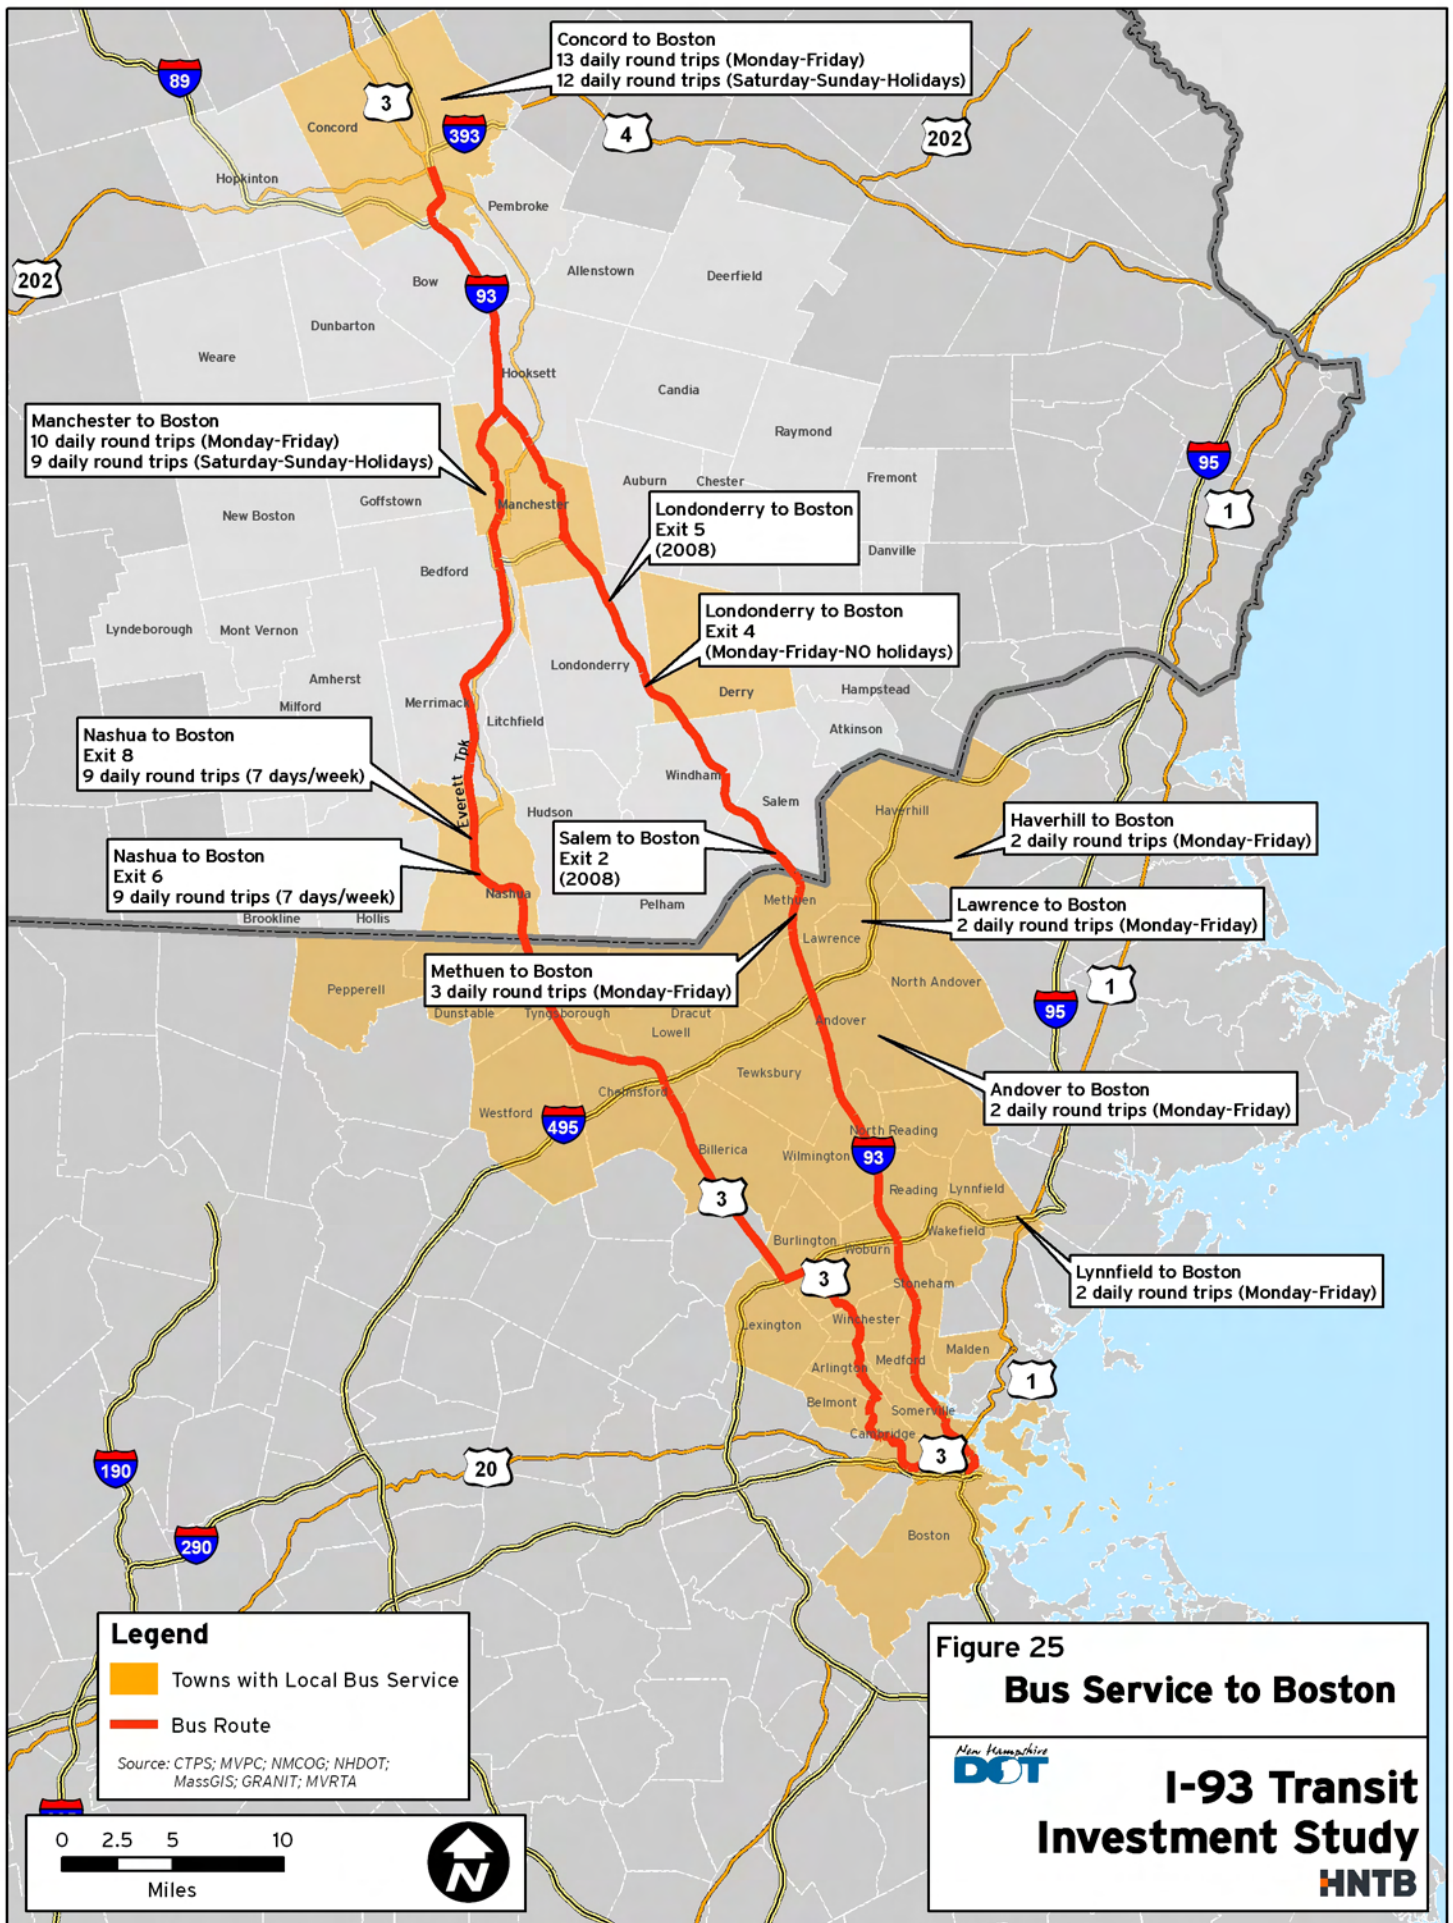 Concord to Boston
13 daily round trips (Monday-Friday)
12 daily round trips (Saturday-Sunday-Holidays)
89
3
393
4
202
Concord
Hopkinton
Pembroke
202
Bow
93
Allenstown
Deerfield
Dunbarton
Weare
Hooksett
Candia
Manchester to Boston
10 daily round trips (Monday-Friday)
9 daily round trips (Saturday-Sunday-Holidays)
Raymond
95
1
Auburn
Chester
Fremont
Goffstown
Manchester
New Boston
Londonderry to Boston
Exit 5
(2008)
Danville
Bedford
Londonderry to Boston
Exit 4
(Monday-Friday-NO holidays)
Lyndeborough
Mont Vernon
Londonderry
Amherst
Derry
Hampstead
Milford
Merrimack
Litchfield
Atkinson
Nashua to Boston
Exit 8
9 daily round trips (7 days/week)
Everett Tpk
Windham
Salem
Hudson
Haverhill
Haverhill to Boston
2 daily round trips (Monday-Friday)
Salem to Boston
Exit 2
(2008)
Nashua to Boston
Exit 6
9 daily round trips (7 days/week)
Nashua
Pelham
Methuen
Lawrence to Boston
2 daily round trips (Monday-Friday)
Brookline
Hollis
Lawrence
Methuen to Boston
3 daily round trips (Monday-Friday)
North Andover
1
95
Pepperell
Dunstable
Tyngsborough
Dracut
Lowell
Andover
Tewksbury
Chelmsford
Andover to Boston
2 daily round trips (Monday-Friday)
Westford
495
North Reading
Billerica
Wilmington
93
3
Reading
Lynnfield
Wakefield
Burlington
Woburn
Lynnfield to Boston
2 daily round trips (Monday-Friday)
3
Stoneham
Lexington
Winchester
Malden
Medford
Arlington
1
Belmont
Somerville
Cambridge
3
190
20
290
Boston
Legend
Towns with Local Bus Service
Bus Route
Source: CTPS; MVPC; NMCOG; NHDOT;
MassGIS; GRANIT; MVRTA
0 2.5 5 10
Miles
N
Figure 25
Bus Service to Boston
New Hampshire
DOT
I-93 Transit
Investment Study
HNTB